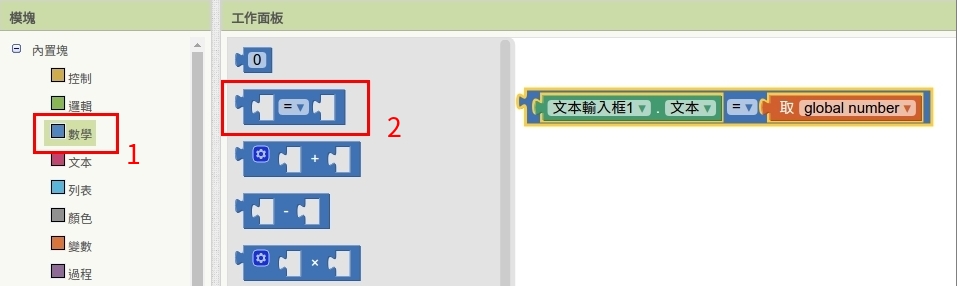 模塊
工作面板
內置塊
控制
邏輯
數學
文本
列表
顏色
變數
過程
1
0
=
2
+
-
×
文本輸入框1 . 文本 = 取 global number